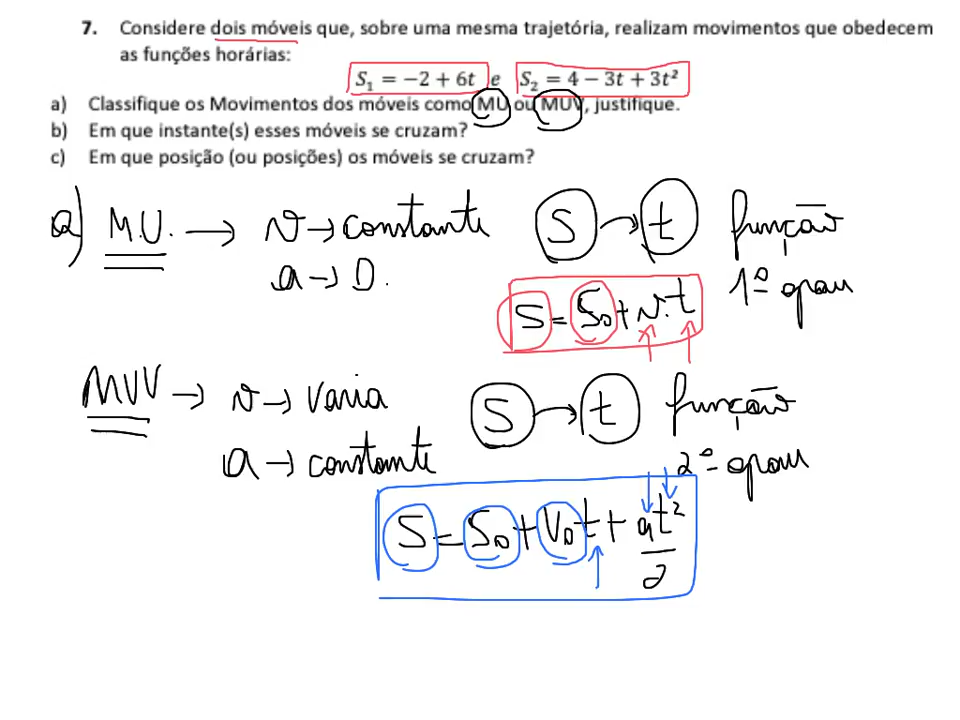 7. Considere dois móveis que, sobre uma mesma trajetória, realizam movimentos que obedecem
as funções horárias:
S₁ = −2 + 6t e S₂ = 4 − 3t + 3t²
a) Classifique os Movimentos dos móveis como MU ou MUV, justifique.
b) Em que instante(s) esses móveis se cruzam?
c) Em que posição (ou posições) os móveis se cruzam?
a) M.U. → v → constante S → t função
a → 0. 1º grau
S = S₀ + v.t
MUV → v → varia S → t função
a → constante 2º grau
S = S₀ + V₀t + at²/2